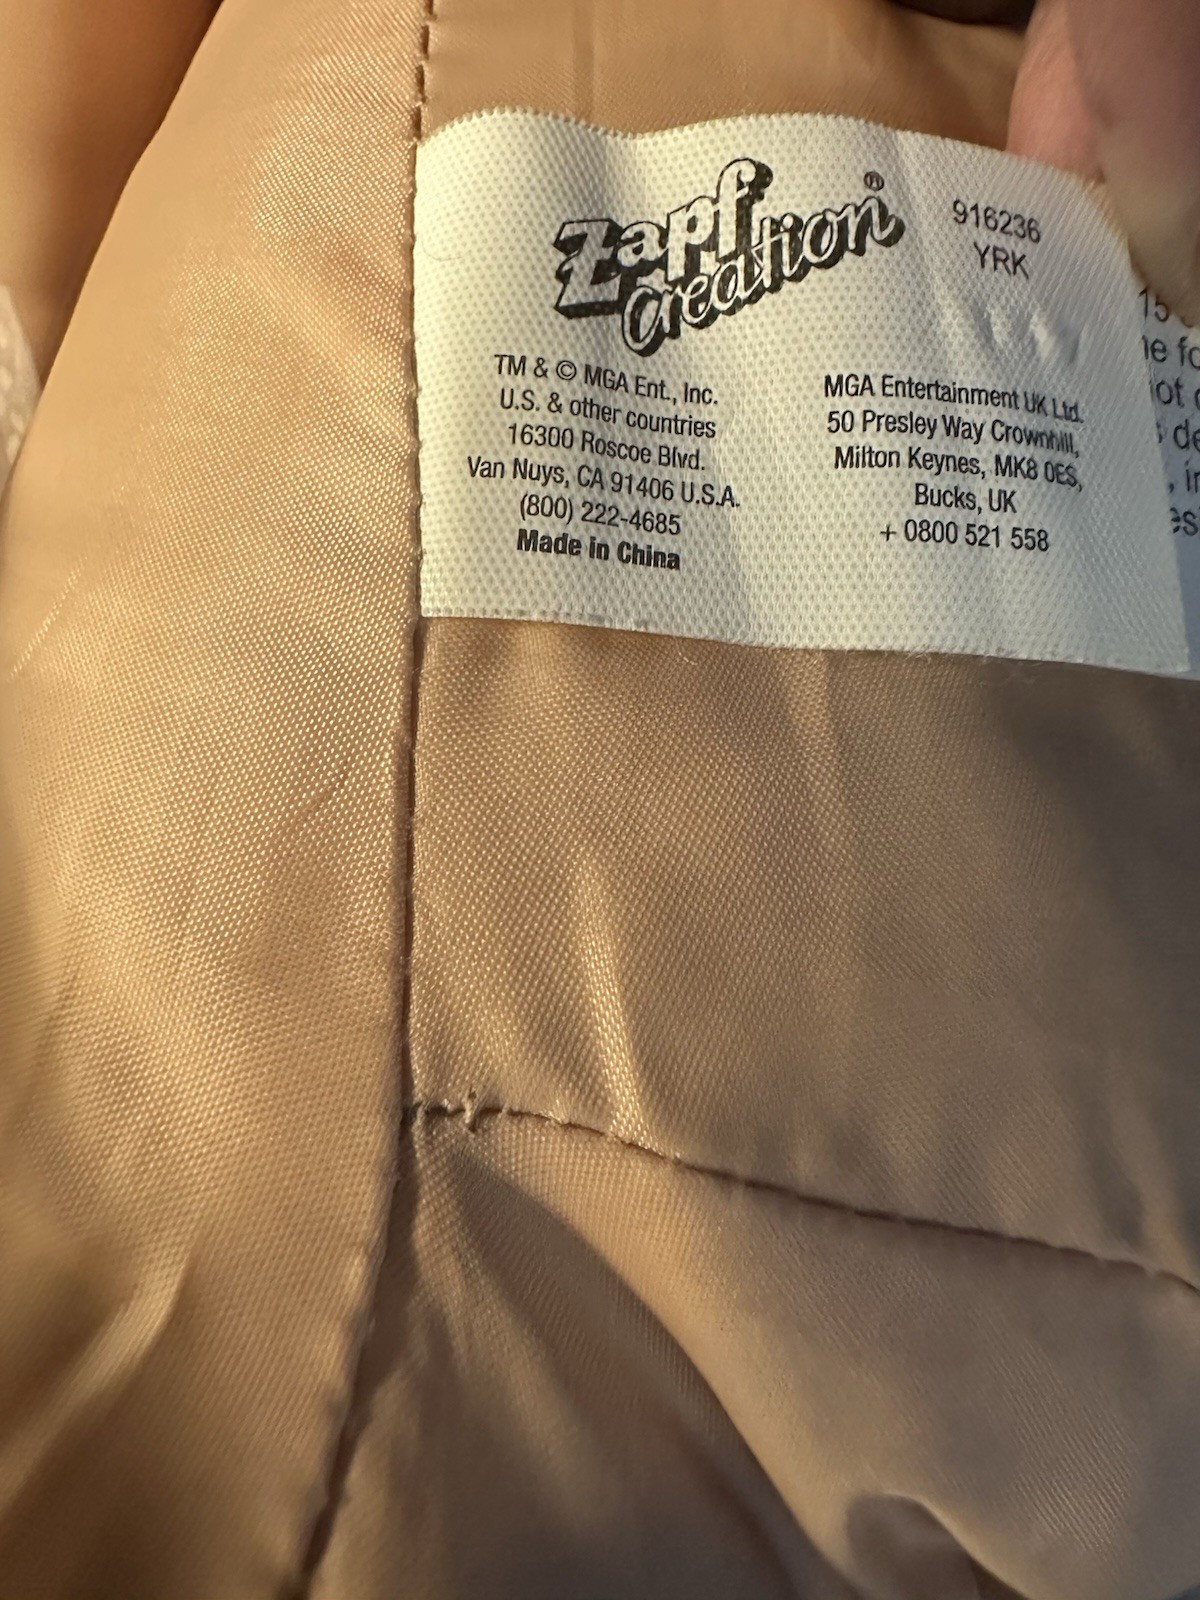 Zapf
Creation®
916236
YRK
TM & © MGA Ent., Inc.
U.S. & other countries
16300 Roscoe Blvd.
Van Nuys, CA 91406 U.S.A.
(800) 222-4685
Made in China
MGA Entertainment UK Ltd.
50 Presley Way Crownhill,
Milton Keynes, MK8 0ES,
Bucks, UK
+ 0800 521 558